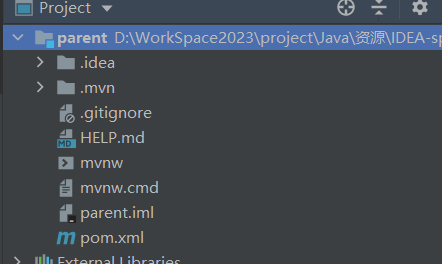 Project
parent D:\WorkSpace2023\project\Java\资源\IDEA-sp
.idea
.mvn
.gitignore
HELP.md
mvnw
mvnw.cmd
parent.iml
pom.xml
External Libraries